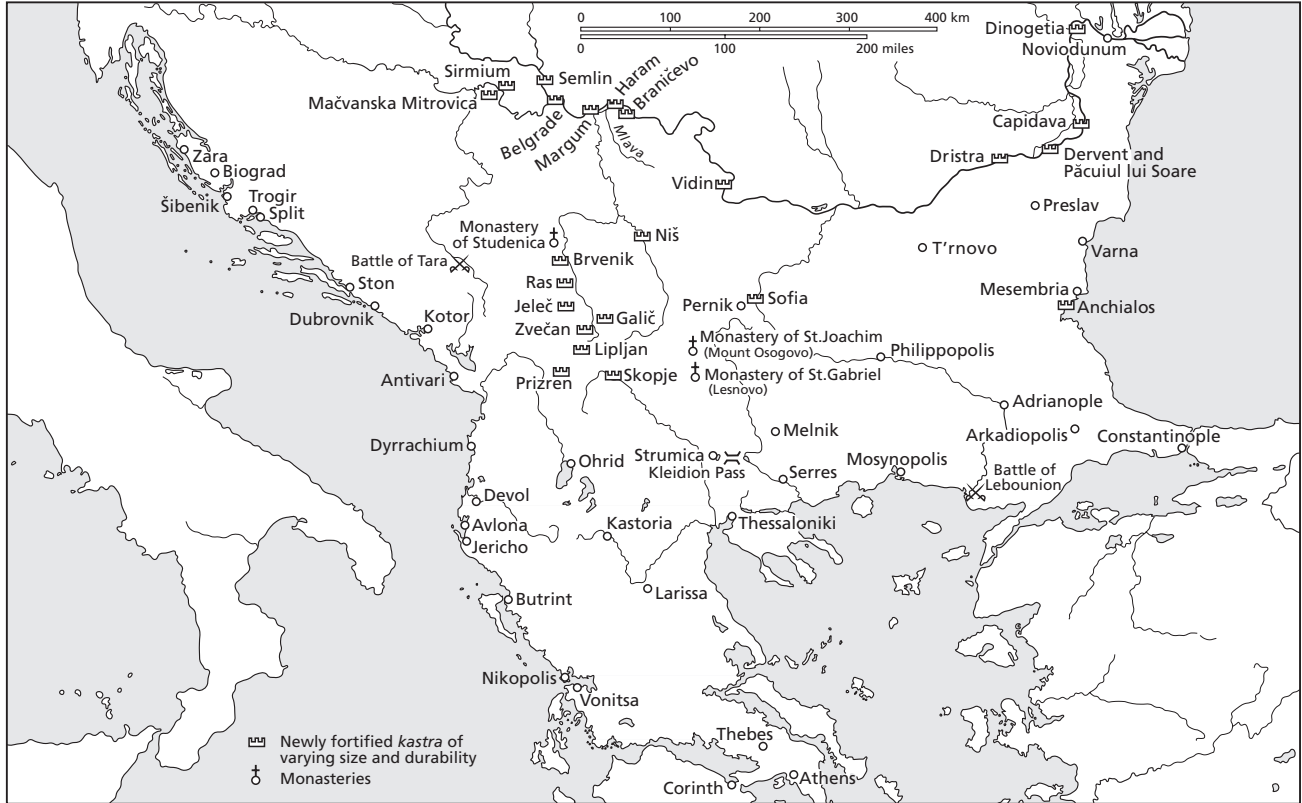 0 100 200 300 400 km
0 100 200 miles
Dinogetia
Noviodunum
Sirmium
Semlin
Haram
Braničevo
Mačvanska Mitrovica
Belgrade
Margum
Mlava
Capidava
Dristra
Dervent and
Păcuiul lui Soare
Vidin
Zara
Biograd
Šibenik
Trogir
Split
Preslav
Monastery
of Studenica
Niš
T'rnovo
Varna
Battle of Tara
Brvenik
Ston
Ras
Mesembria
Dubrovnik
Jeleč
Pernik
Sofia
Anchialos
Kotor
Galič
Zvečan
Monastery of St.Joachim
(Mount Osogovo)
Lipljan
Philippopolis
Antivari
Prizren
Skopje
Monastery of St.Gabriel
(Lesnovo)
Adrianople
Melnik
Arkadiopolis
Constantinople
Dyrrachium
Ohrid
Strumica
Kleidion Pass
Serres
Mosynopolis
Battle of
Lebounion
Devol
Avlona
Jericho
Kastoria
Thessaloniki
Larissa
Butrint
Nikopolis
Vonitsa
Thebes
Athens
Corinth
Newly fortified kastra of
varying size and durability
Monasteries